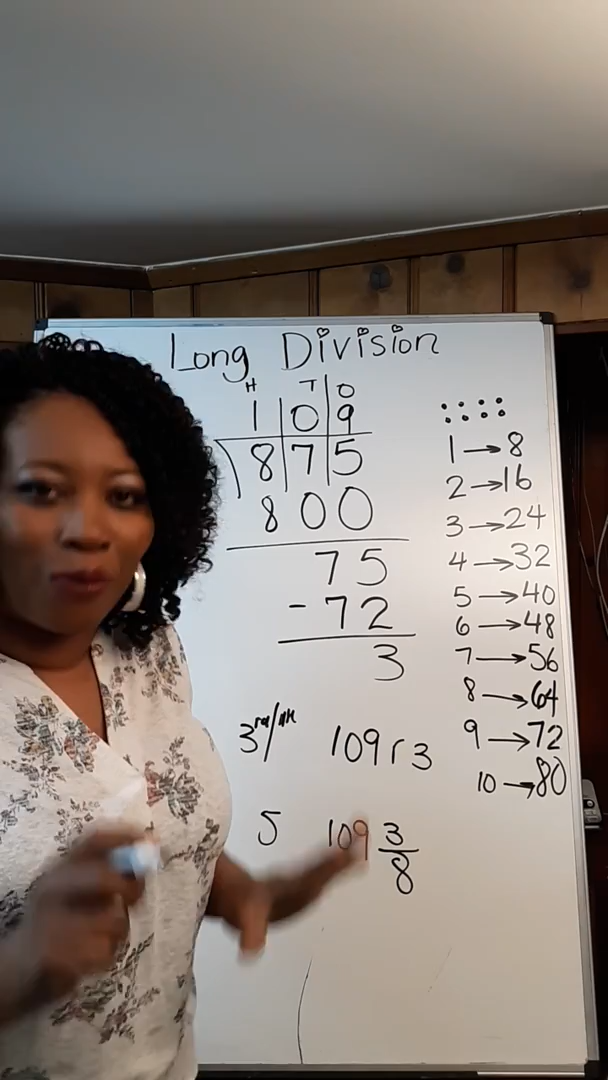 Long Division
H T O
1 0 9
8 7 5
8 0 0
7 5
- 7 2
3
3rd/4th 109 r 3
5 109 3/8
1 → 8
2 → 16
3 → 24
4 → 32
5 → 40
6 → 48
7 → 56
8 → 64
9 → 72
10 → 80